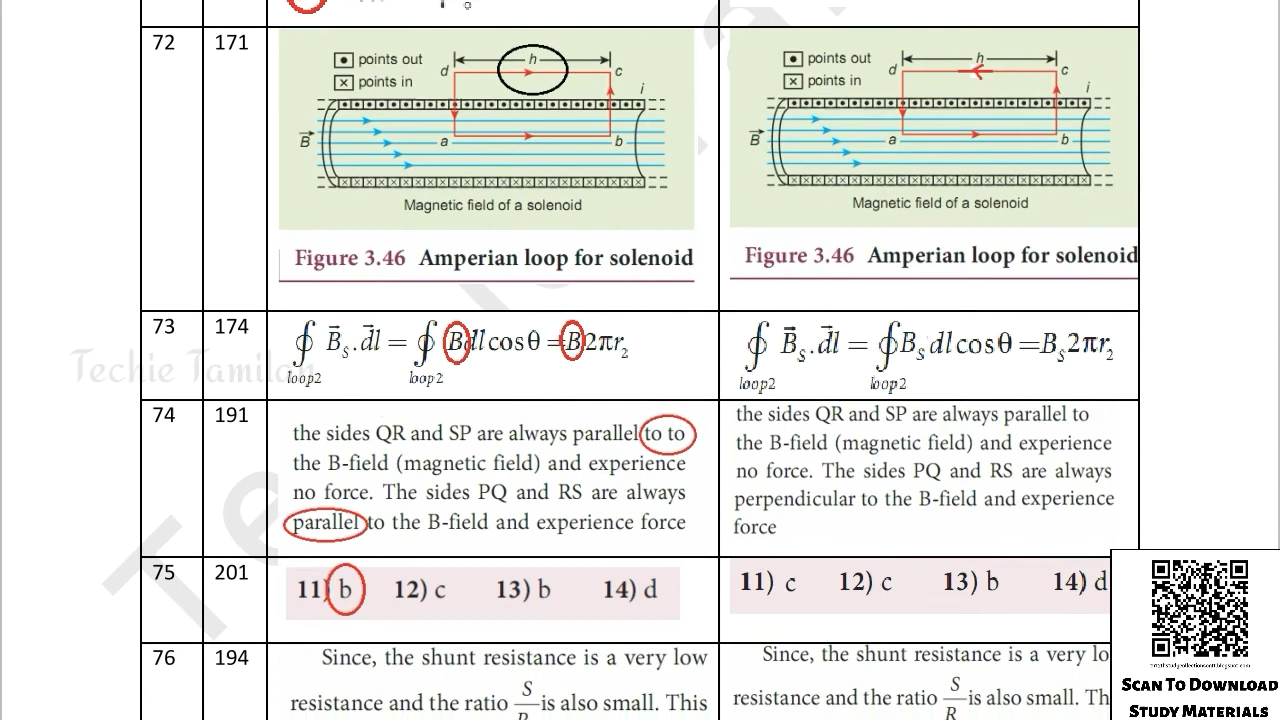 72
171
points out
points in
d
h
c
i
B
a
b
Magnetic field of a solenoid
Figure 3.46 Amperian loop for solenoid
points out
points in
d
h
c
i
B
a
b
Magnetic field of a solenoid
Figure 3.46 Amperian loop for solenoid
73
174
∮ B⃗ₛ.d⃗l = ∮ Bdl cosθ =B2πr₂
loop2 loop2
∮ B⃗ₛ.d⃗l = ∮Bₛ dl cosθ =Bₛ2πr₂
loop2 loop2
Techie Tamilan
74
191
the sides QR and SP are always parallel to to
the B-field (magnetic field) and experience
no force. The sides PQ and RS are always
parallel to the B-field and experience force
the sides QR and SP are always parallel to
the B-field (magnetic field) and experience
no force. The sides PQ and RS are always
perpendicular to the B-field and experience
force
75
201
11) b 12) c 13) b 14) d
11) c 12) c 13) b 14) d
76
194
Since, the shunt resistance is a very low
resistance and the ratio S/R is also small. This
Since, the shunt resistance is a very lo
resistance and the ratio S/R is also small. Th
SCAN TO DOWNLOAD
STUDY MATERIALS